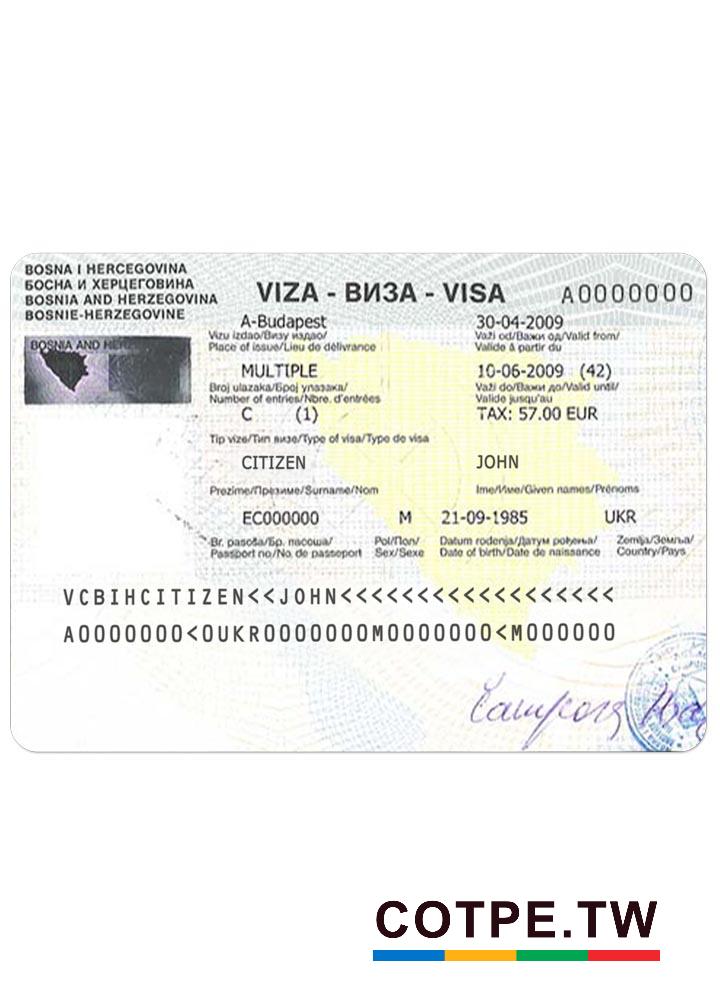 BOSNA I HERCEGOVINA
БОСНА И ХЕРЦЕГОВИНА
BOSNIA AND HERZEGOVINA
BOSNIE-HERZEGOVINE
VIZA - ВИЗА - VISA
A0000000
BOSNIA AND HE
A-Budapest
Vizu izdao/Визу издао/
Place of issue/Lieu de délivrance
30-04-2009
Važi od/Важи од/Valid from/
Valide à partir du
MULTIPLE
Broj ulazaka/Број улазака/
Number of entries/Nbre. d'entrées
10-06-2009 (42)
Važi do/Важи до/Valid until/
Valide jusqu'au
C (1)
TAX: 57.00 EUR
Tip vize/Тип визе/Type of visa/Type de visa
CITIZEN
JOHN
Prezime/Презиме/Surname/Nom
Ime/Име/Given names/Prénoms
EC000000
M
21-09-1985
UKR
Br. pasoša/Бр. пасоша/
Passport no/No. de passeport
Pol/Пол/
Sex/Sexe
Datum rođenja/Датум рођења/
Date of birth/Date de naissance
Zemlja/Земља/
Country/Pays
VCBIHCITIZEN<<JOHN<<<<<<<<<<<<<<<<<<
A0000000<0UKR0000000M0000000<M000000
COTPE.TW